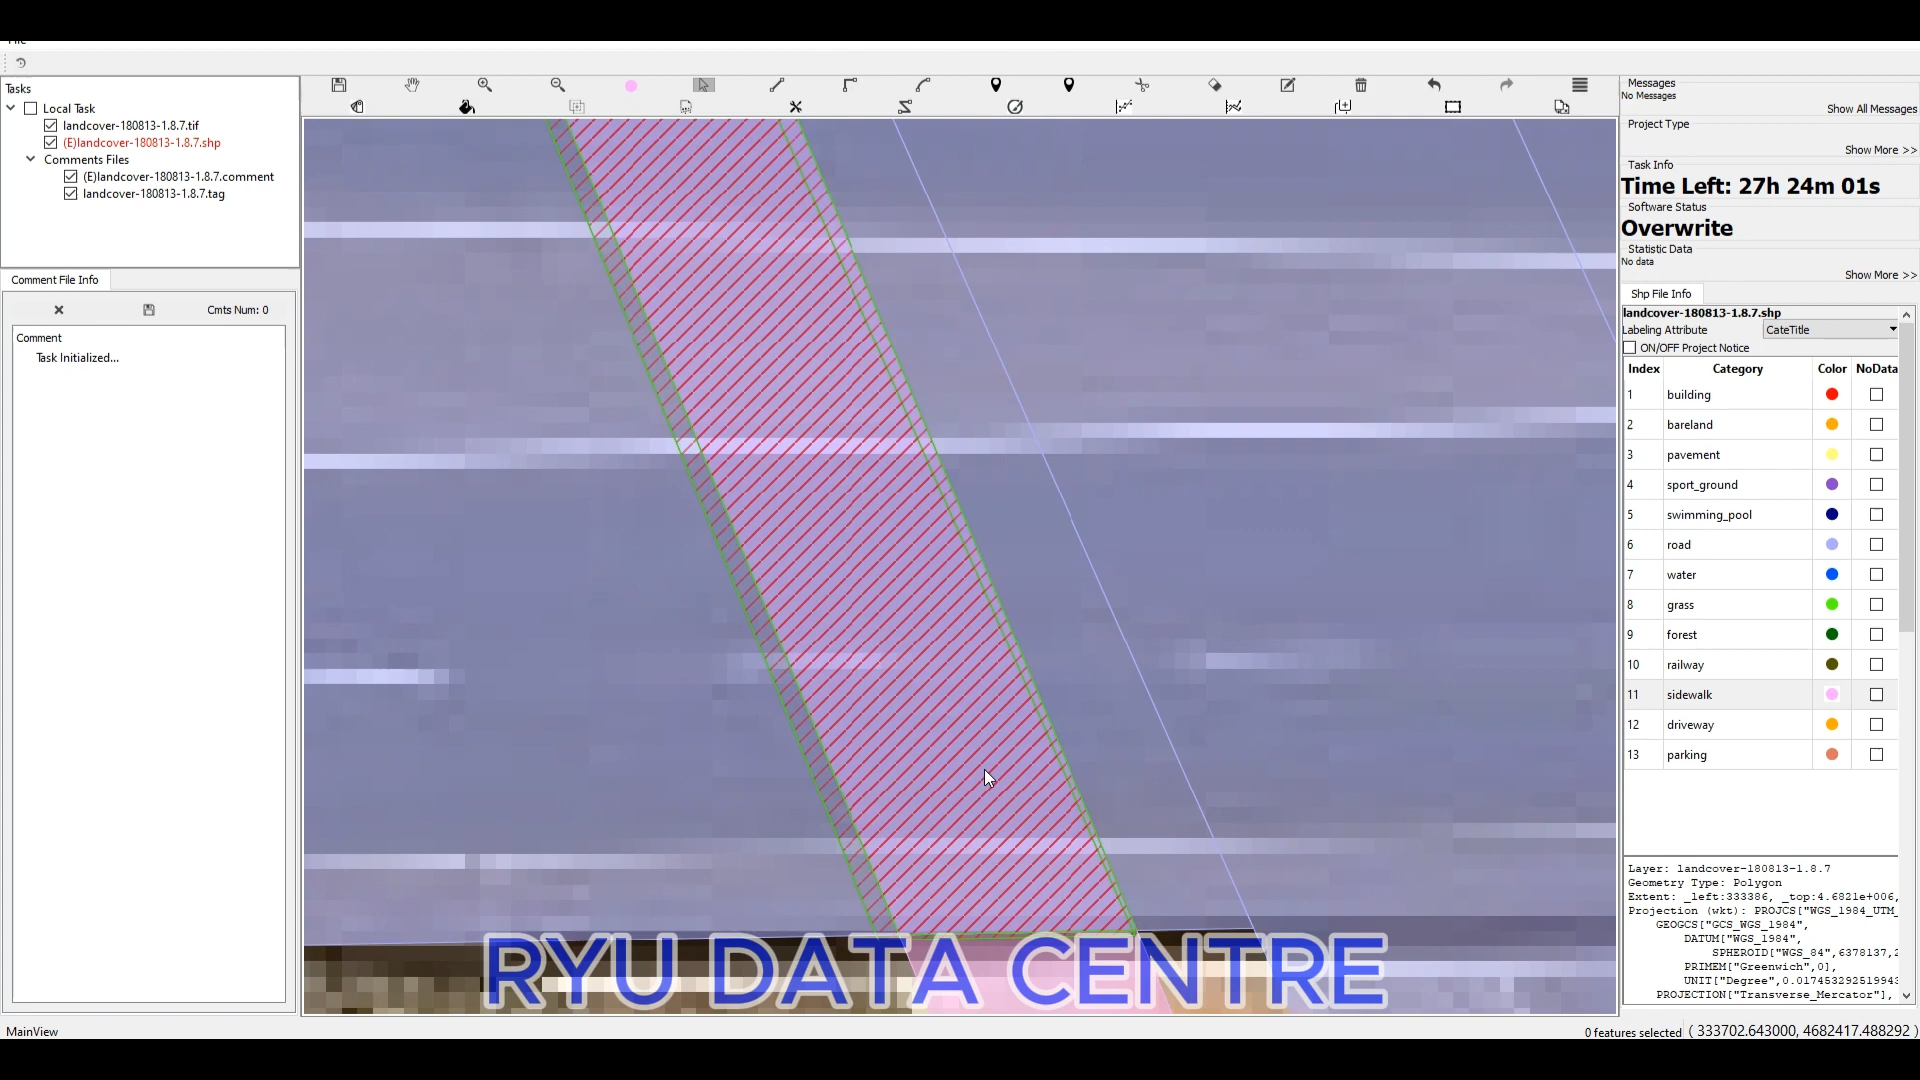 File
Tasks
Local Task
landcover-180813-1.8.7.tif
(E)landcover-180813-1.8.7.shp
Comments Files
(E)landcover-180813-1.8.7.comment
landcover-180813-1.8.7.tag
Comment File Info
Cmts Num: 0
Comment
Task Initialized...
Messages
No Messages
Show All Messages
Project Type
Show More >>
Task Info
Time Left: 27h 24m 01s
Software Status
Overwrite
Statistic Data
No data
Show More >>
Shp File Info
landcover-180813-1.8.7.shp
Labeling Attribute CateTitle
ON/OFF Project Notice
Index Category Color NoData
1 building
2 bareland
3 pavement
4 sport_ground
5 swimming_pool
6 road
7 water
8 grass
9 forest
10 railway
11 sidewalk
12 driveway
13 parking
Layer: landcover-180813-1.8.7
Geometry Type: Polygon
Extent: _left:333386, _top:4.6821e+006,
Projection (wkt): PROJCS["WGS_1984_UTM_
GEOGCS["GCS_WGS_1984",
DATUM["WGS_1984",
SPHEROID["WGS_84",6378137,2
PRIMEM["Greenwich",0],
UNIT["Degree",0.017453292519943
PROJECTION["Transverse_Mercator"],
RYU DATA CENTRE
MainView
0 features selected ( 333702.643000, 4682417.488292 )